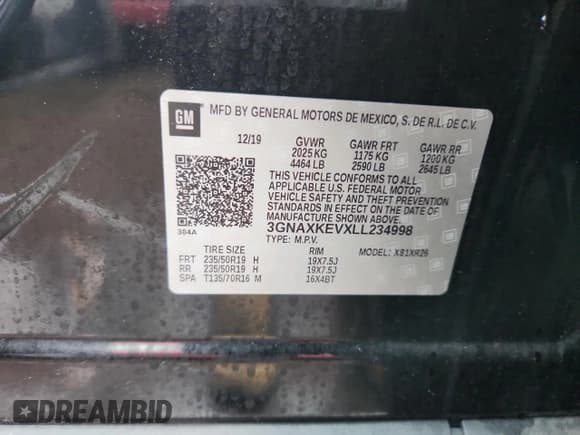 GM
MFD BY GENERAL MOTORS DE MEXICO, S. DE R.L. DE C.V.
12/19 GVWR GAWR FRT GAWR RR
2025 KG 1175 KG 1200 KG
4464 LB 2590 LB 2645 LB
THIS VEHICLE CONFORMS TO ALL
APPLICABLE U.S. FEDERAL MOTOR
VEHICLE SAFETY AND THEFT
PREVENTION STANDARDS IN
EFFECT ON THE DATE OF
MANUFACTURE SHOWN ABOVE.
384A
3GNAXKEVXLL234998
TYPE: M.P.V. MODEL: X81XR26
TIRE SIZE RIM
FRT 235/50R19 H 19X7.5J
RR 235/50R19 H 19X7.5J
SPA T135/70R16 M 16X4BT
DREAMBID